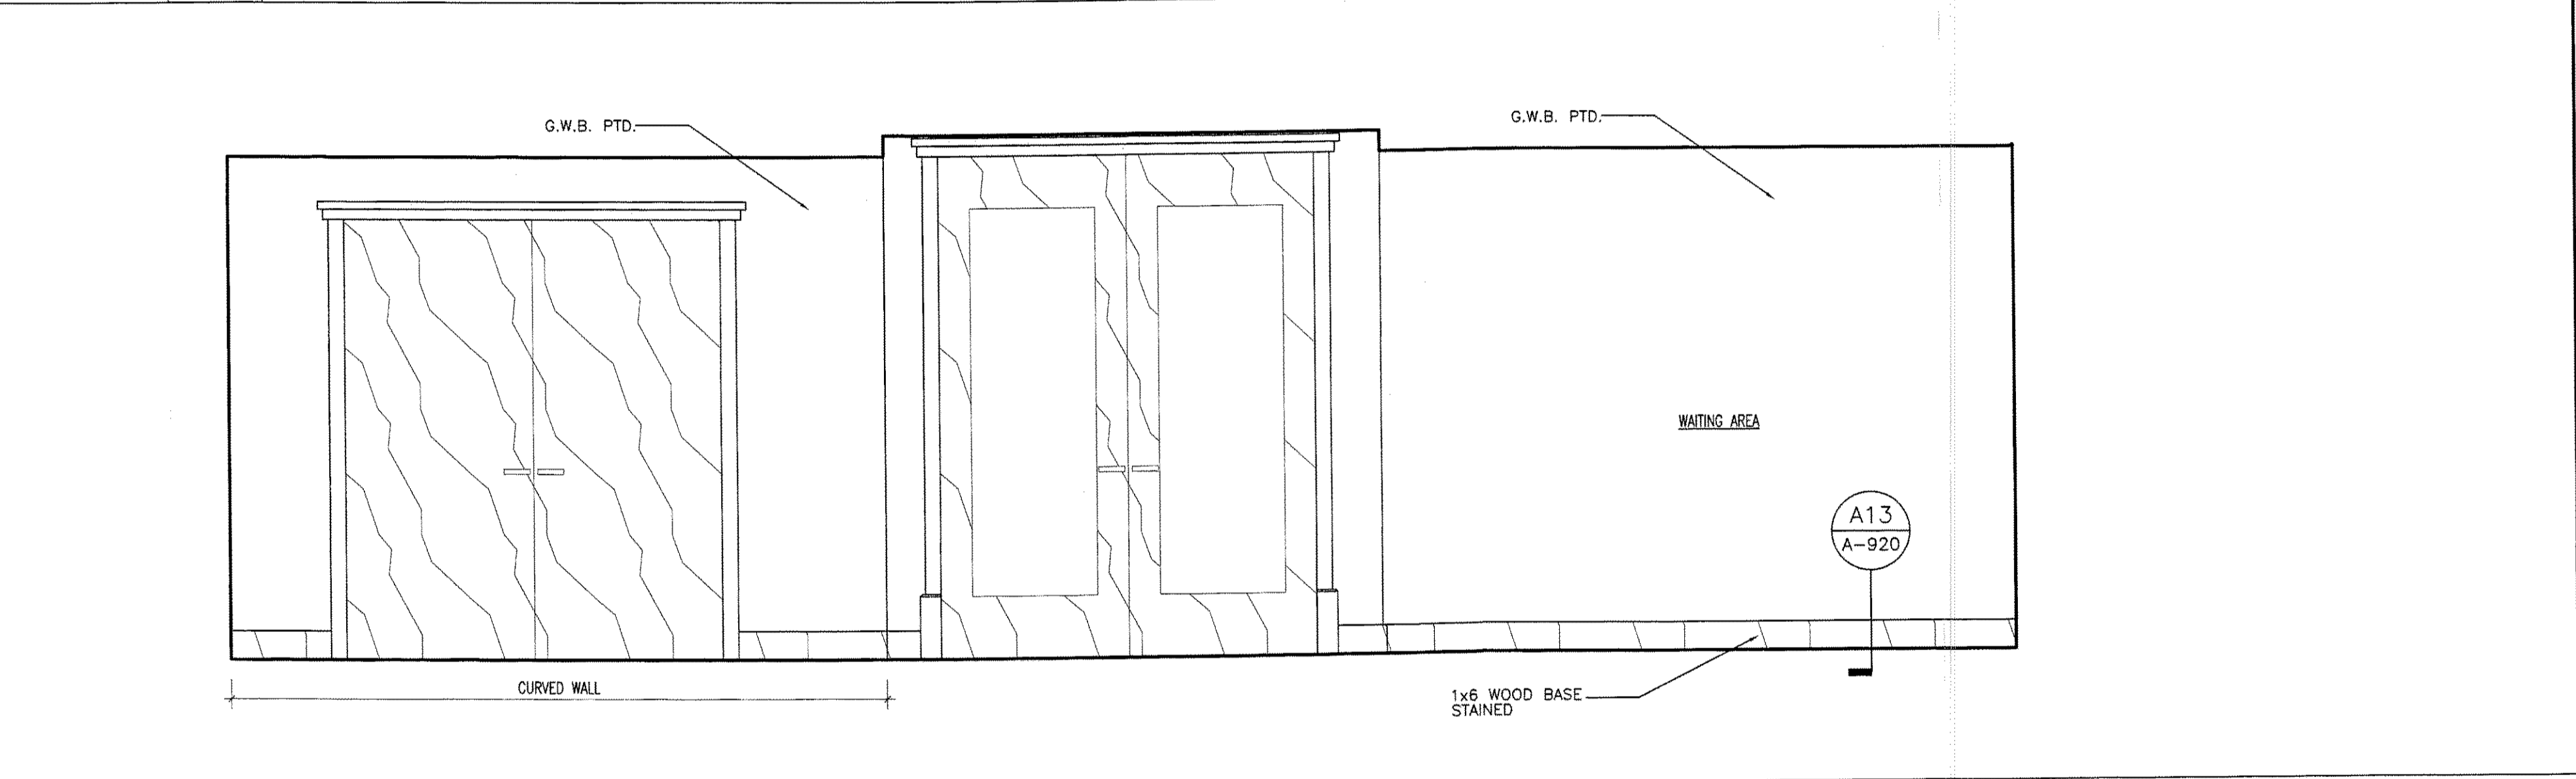 G.W.B. PTD.
G.W.B. PTD.
WAITING AREA
A13
A-920
CURVED WALL
1x6 WOOD BASE
STAINED